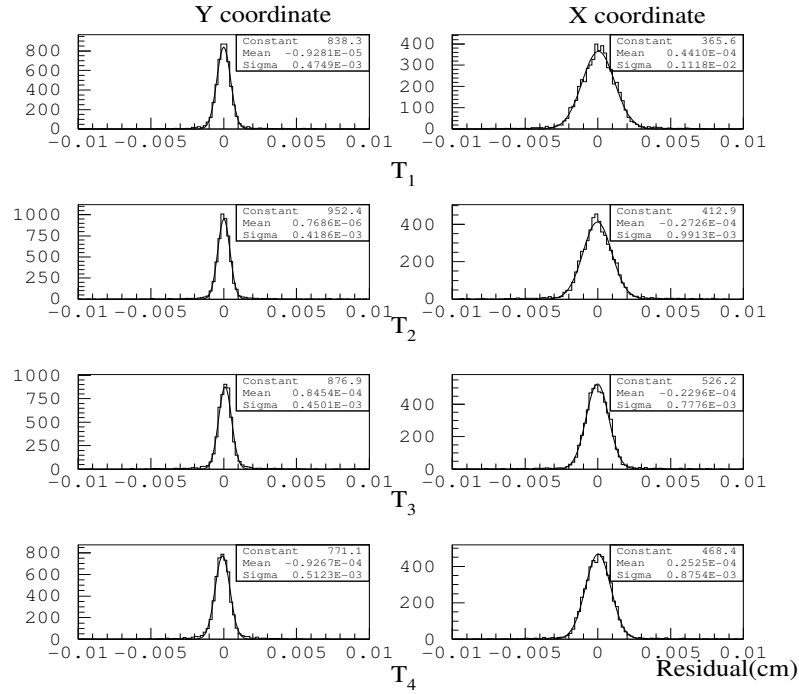 Y coordinate
X coordinate
Constant 838.3
Mean -0.9281E-05
Sigma 0.4749E-03
800
600
400
200
0
-0.01 -0.005 0 0.005 0.01
Constant 365.6
Mean 0.4410E-04
Sigma 0.1118E-02
400
300
200
100
0
-0.01 -0.005 0 0.005 0.01
T1
Constant 952.4
Mean 0.7686E-06
Sigma 0.4186E-03
1000
750
500
250
0
-0.01 -0.005 0 0.005 0.01
Constant 412.9
Mean -0.2726E-04
Sigma 0.9913E-03
400
200
0
-0.01 -0.005 0 0.005 0.01
T2
Constant 876.9
Mean 0.8454E-04
Sigma 0.4501E-03
1000
750
500
250
0
-0.01 -0.005 0 0.005 0.01
Constant 526.2
Mean -0.2296E-04
Sigma 0.7776E-03
400
200
0
-0.01 -0.005 0 0.005 0.01
T3
Constant 771.1
Mean -0.9267E-04
Sigma 0.5123E-03
800
600
400
200
0
-0.01 -0.005 0 0.005 0.01
Constant 468.4
Mean 0.2525E-04
Sigma 0.8754E-03
400
200
0
-0.01 -0.005 0 0.005 0.01
T4
Residual(cm)